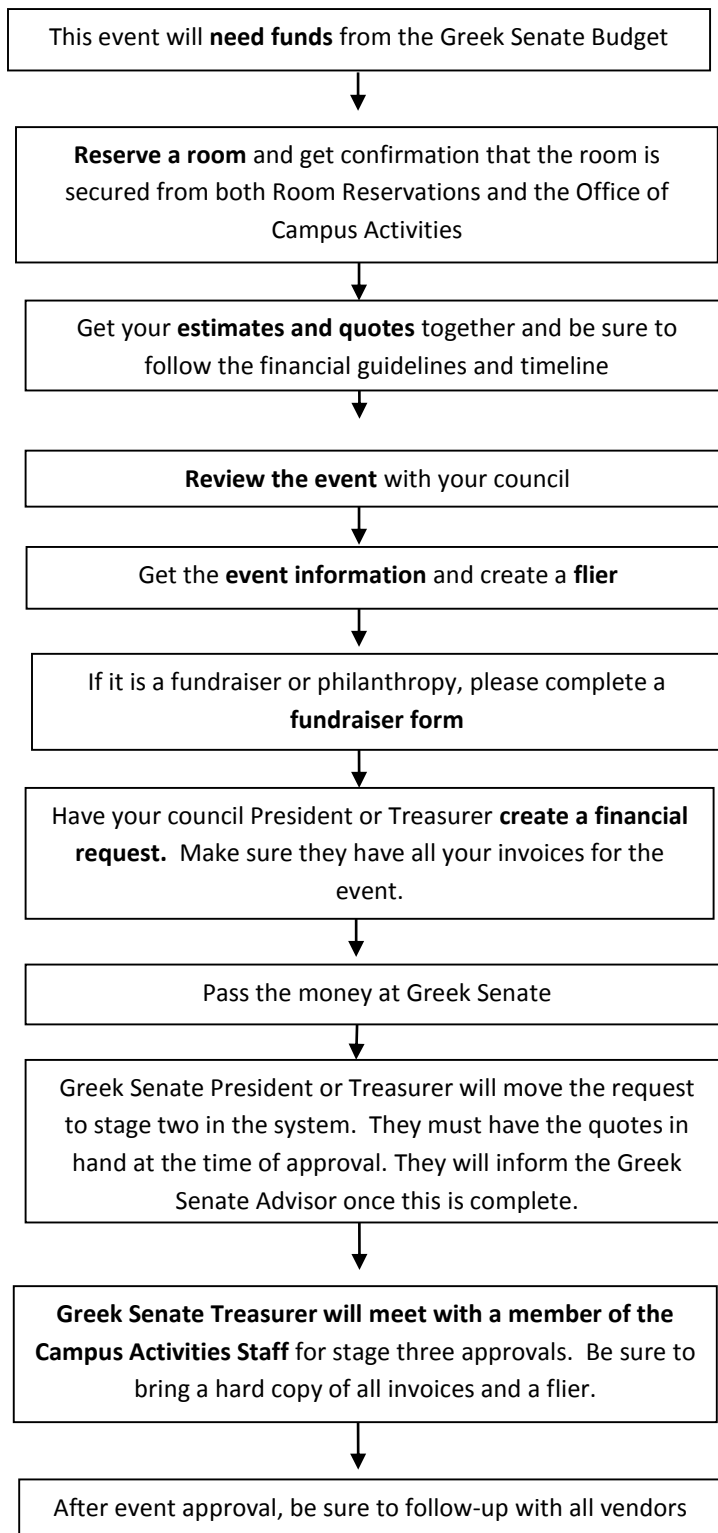 This event will need funds from the Greek Senate Budget
Reserve a room and get confirmation that the room is
secured from both Room Reservations and the Office of
Campus Activities
Get your estimates and quotes together and be sure to
follow the financial guidelines and timeline
Review the event with your council
Get the event information and create a flier
If it is a fundraiser or philanthropy, please complete a
fundraiser form
Have your council President or Treasurer create a financial
request. Make sure they have all your invoices for the
event.
Pass the money at Greek Senate
Greek Senate President or Treasurer will move the request
to stage two in the system. They must have the quotes in
hand at the time of approval. They will inform the Greek
Senate Advisor once this is complete.
Greek Senate Treasurer will meet with a member of the
Campus Activities Staff for stage three approvals. Be sure to
bring a hard copy of all invoices and a flier.
After event approval, be sure to follow-up with all vendors